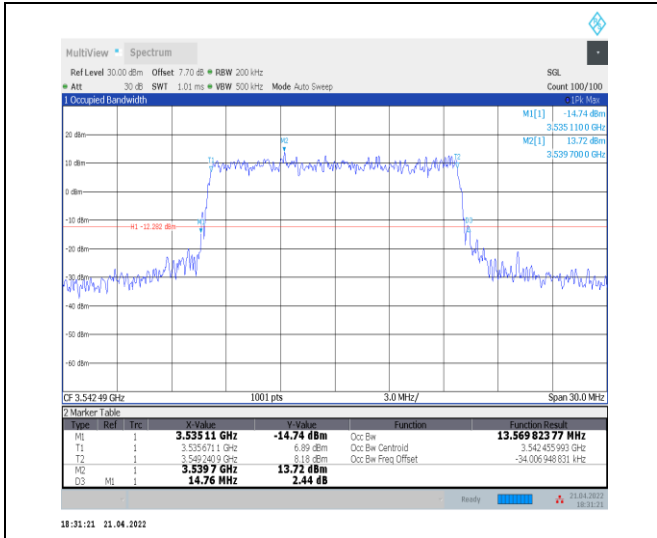 MultiView Spectrum
Ref Level 30.00 dBm Offset 7.70 dB RBW 200 kHz SGL
Att 30 dB SWT 1.01 ms VBW 500 kHz Mode Auto Sweep Count 100/100
1 Occupied Bandwidth 1Pk Max
M1[1] -14.74 dBm
3.535 110 0 GHz
M2[1] 13.72 dBm
3.539 700 0 GHz
20 dBm
M2
10 dBm
T1 T2
0 dBm
-10 dBm
M1 D3
H1 -12.282 dBm
-20 dBm
-30 dBm
-40 dBm
-50 dBm
-60 dBm
CF 3.542 49 GHz 1001 pts 3.0 MHz/ Span 30.0 MHz
2 Marker Table
Type Ref Trc X-Value Y-Value Function Function Result
M1 1 3.535 11 GHz -14.74 dBm Occ Bw 13.569 823 77 MHz
T1 1 3.535 671 1 GHz 6.89 dBm Occ Bw Centroid 3.542 455 993 GHz
T2 1 3.549 240 9 GHz 8.18 dBm Occ Bw Freq Offset -34.006 948 831 kHz
M2 1 3.539 7 GHz 13.72 dBm
D3 M1 1 14.76 MHz 2.44 dB
Ready 21.04.2022
18:31:21
18:31:21 21.04.2022